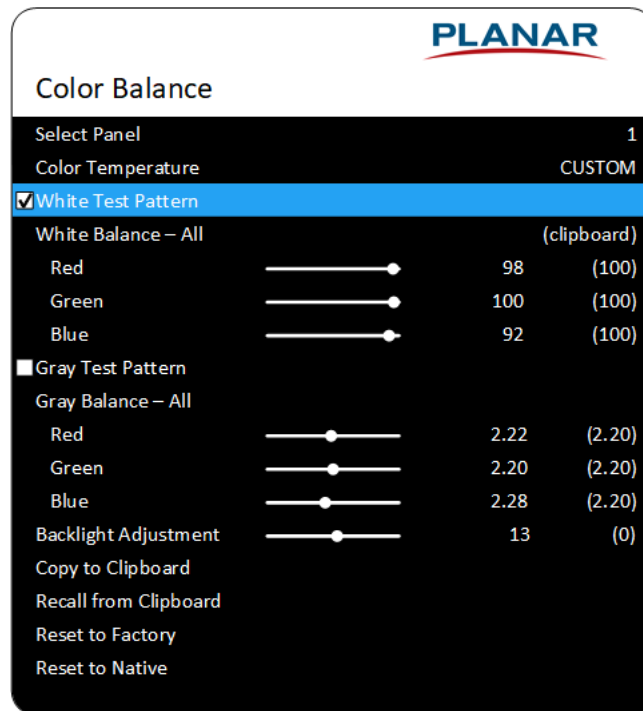 PLANAR
Color Balance
Select Panel 1
Color Temperature CUSTOM
White Test Pattern
White Balance – All (clipboard)
Red 98 (100)
Green 100 (100)
Blue 92 (100)
Gray Test Pattern
Gray Balance – All
Red 2.22 (2.20)
Green 2.20 (2.20)
Blue 2.28 (2.20)
Backlight Adjustment 13 (0)
Copy to Clipboard
Recall from Clipboard
Reset to Factory
Reset to Native